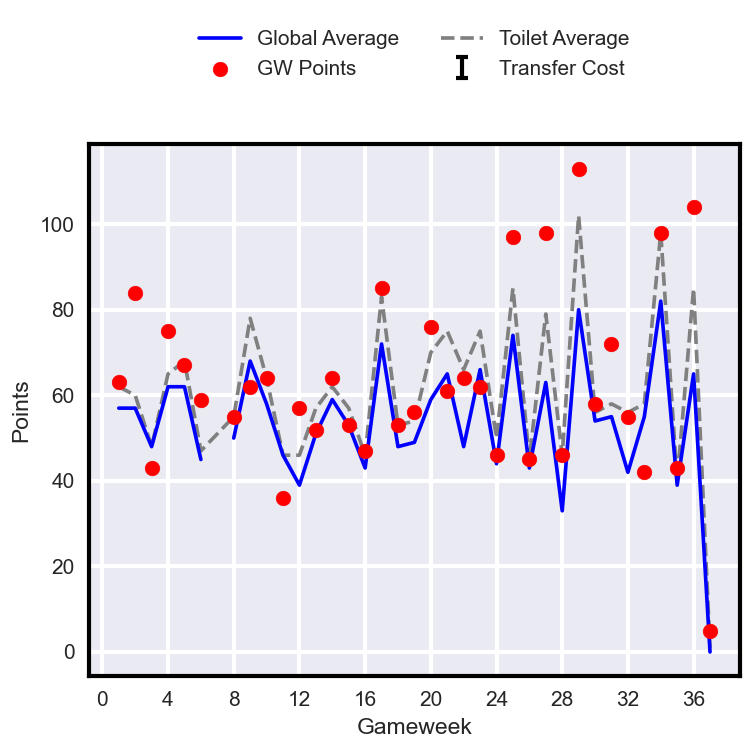 Global Average
Toilet Average
GW Points
Transfer Cost
Points
100
80
60
40
20
0
0 4 8 12 16 20 24 28 32 36
Gameweek